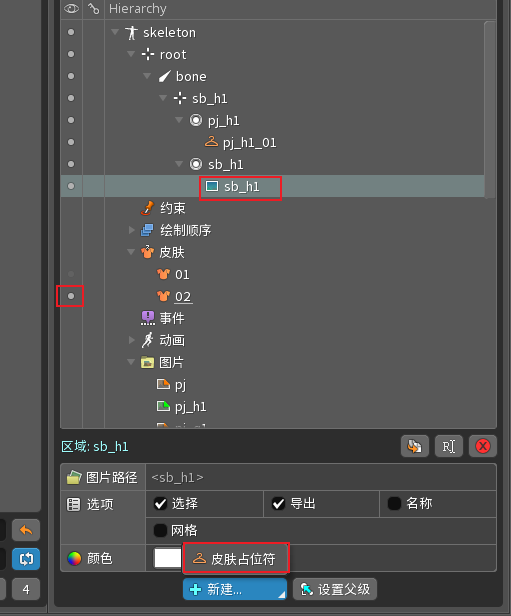 Hierarchy
skeleton
root
bone
sb_h1
pj_h1
pj_h1_01
sb_h1
sb_h1
约束
绘制顺序
皮肤
01
02
事件
动画
图片
pj
pj_h1
区域: sb_h1
图片路径 <sb_h1>
选项 选择 导出 名称
网格
颜色 皮肤占位符
新建... 设置父级
4